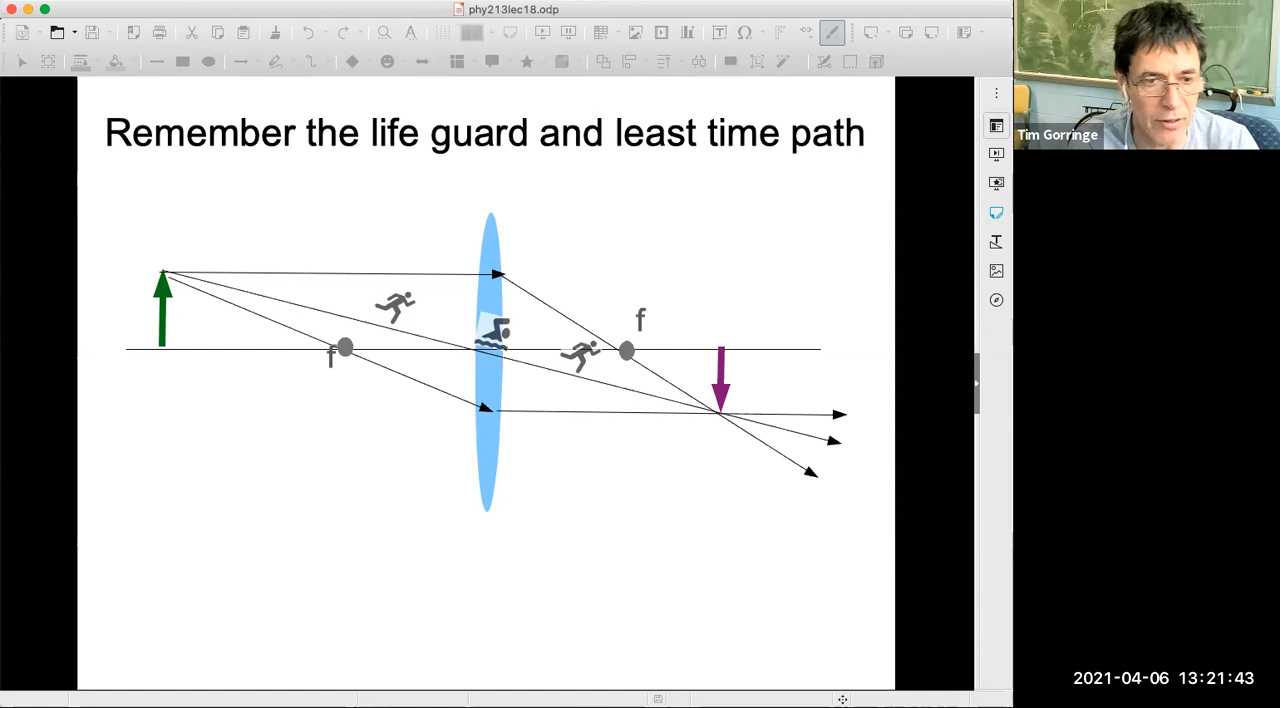 phy213lec18.odp
Remember the life guard and least time path
f
f
Tim Gorringe
2021-04-06 13:21:43